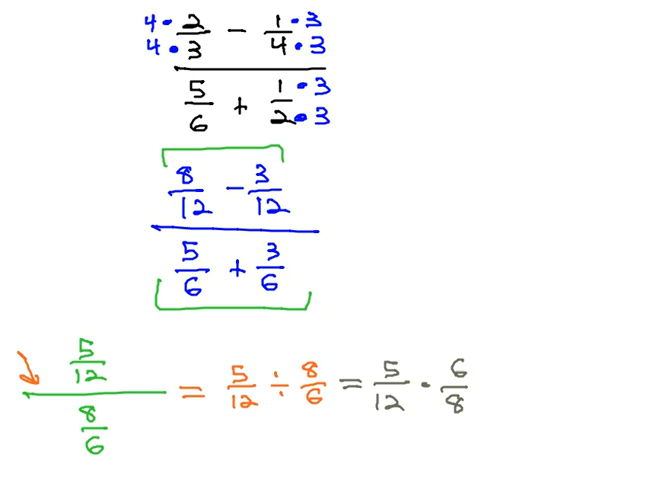 4 · 2/3 − 1/4 · 3
4 · 3
5/6 + 1/2 · 3
· 3
8/12 − 3/12
5/6 + 3/6
5/12 / 8/6 = 5/12 ÷ 8/6 = 5/12 · 6/8